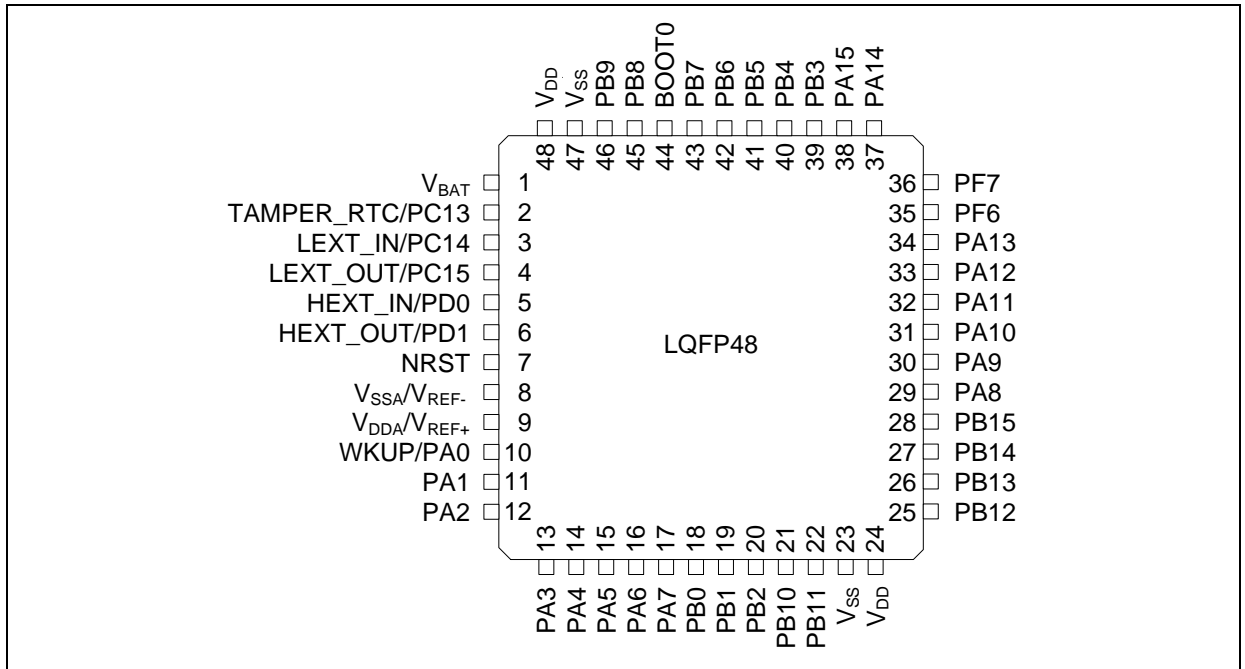 VDD
VSS
PB9
PB8
BOOT0
PB7
PB6
PB5
PB4
PB3
PA15
PA14
48
47
46
45
44
43
42
41
40
39
38
37
VBAT 1
TAMPER_RTC/PC13 2
LEXT_IN/PC14 3
LEXT_OUT/PC15 4
HEXT_IN/PD0 5
HEXT_OUT/PD1 6
NRST 7
VSSA/VREF- 8
VDDA/VREF+ 9
WKUP/PA0 10
PA1 11
PA2 12
LQFP48
36 PF7
35 PF6
34 PA13
33 PA12
32 PA11
31 PA10
30 PA9
29 PA8
28 PB15
27 PB14
26 PB13
25 PB12
13
14
15
16
17
18
19
20
21
22
23
24
PA3
PA4
PA5
PA6
PA7
PB0
PB1
PB2
PB10
PB11
VSS
VDD